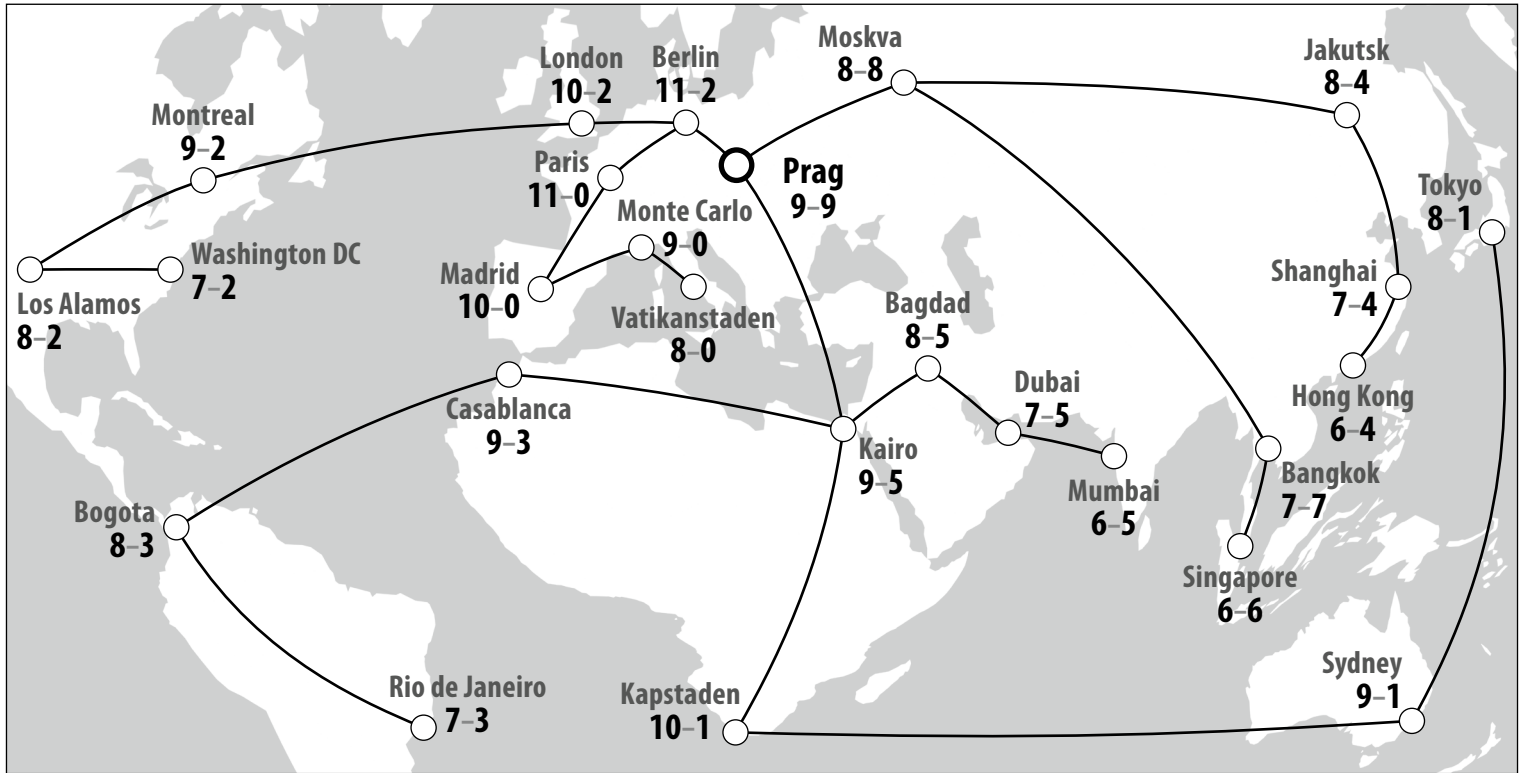 Moskva
8–8
Jakutsk
8–4
London
10–2
Berlin
11–2
Montreal
9–2
Paris
11–0
Prag
9–9
Tokyo
8–1
Monte Carlo
9–0
Washington DC
7–2
Madrid
10–0
Shanghai
7–4
Los Alamos
8–2
Vatikanstaden
8–0
Bagdad
8–5
Dubai
7–5
Hong Kong
6–4
Casablanca
9–3
Kairo
9–5
Bangkok
7–7
Mumbai
6–5
Bogota
8–3
Singapore
6–6
Sydney
9–1
Rio de Janeiro
7–3
Kapstaden
10–1